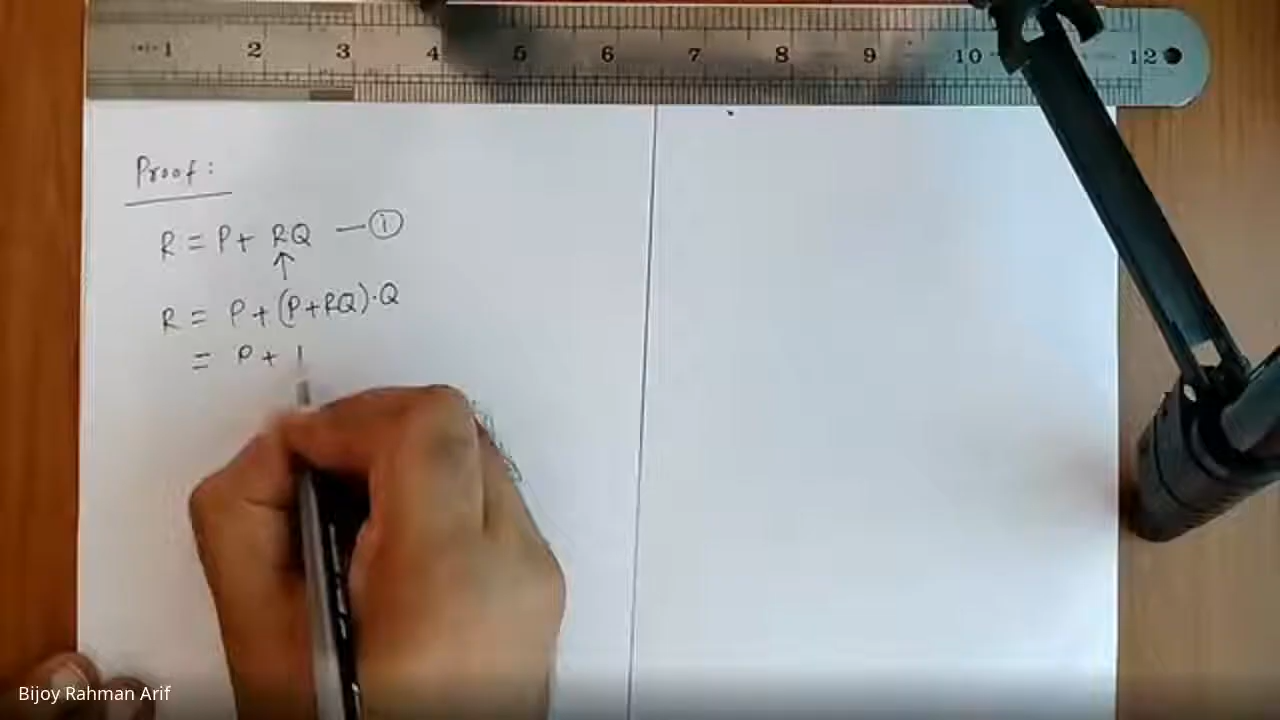 1 2 3 4 5 6 7 8 9 10 12
Proof:
R = P + RQ — ①
↑
R = P + (P+RQ)·Q
= P +
Bijoy Rahman Arif